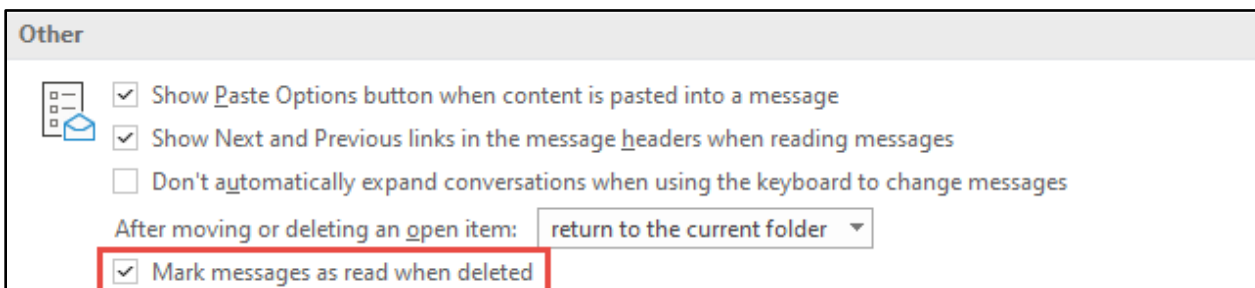 Other
Show Paste Options button when content is pasted into a message
Show Next and Previous links in the message headers when reading messages
Don't automatically expand conversations when using the keyboard to change messages
After moving or deleting an open item: return to the current folder
Mark messages as read when deleted